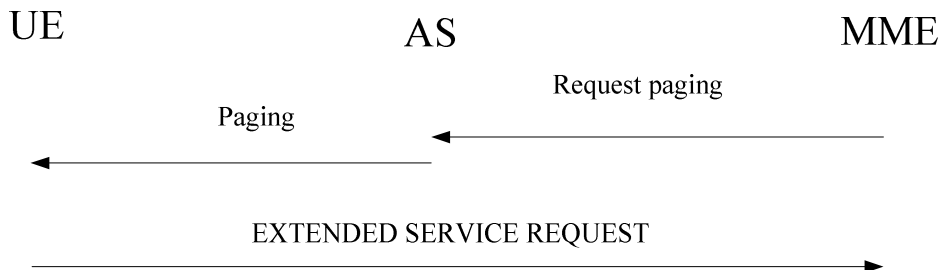 UE
AS
MME
Request paging
Paging
EXTENDED SERVICE REQUEST